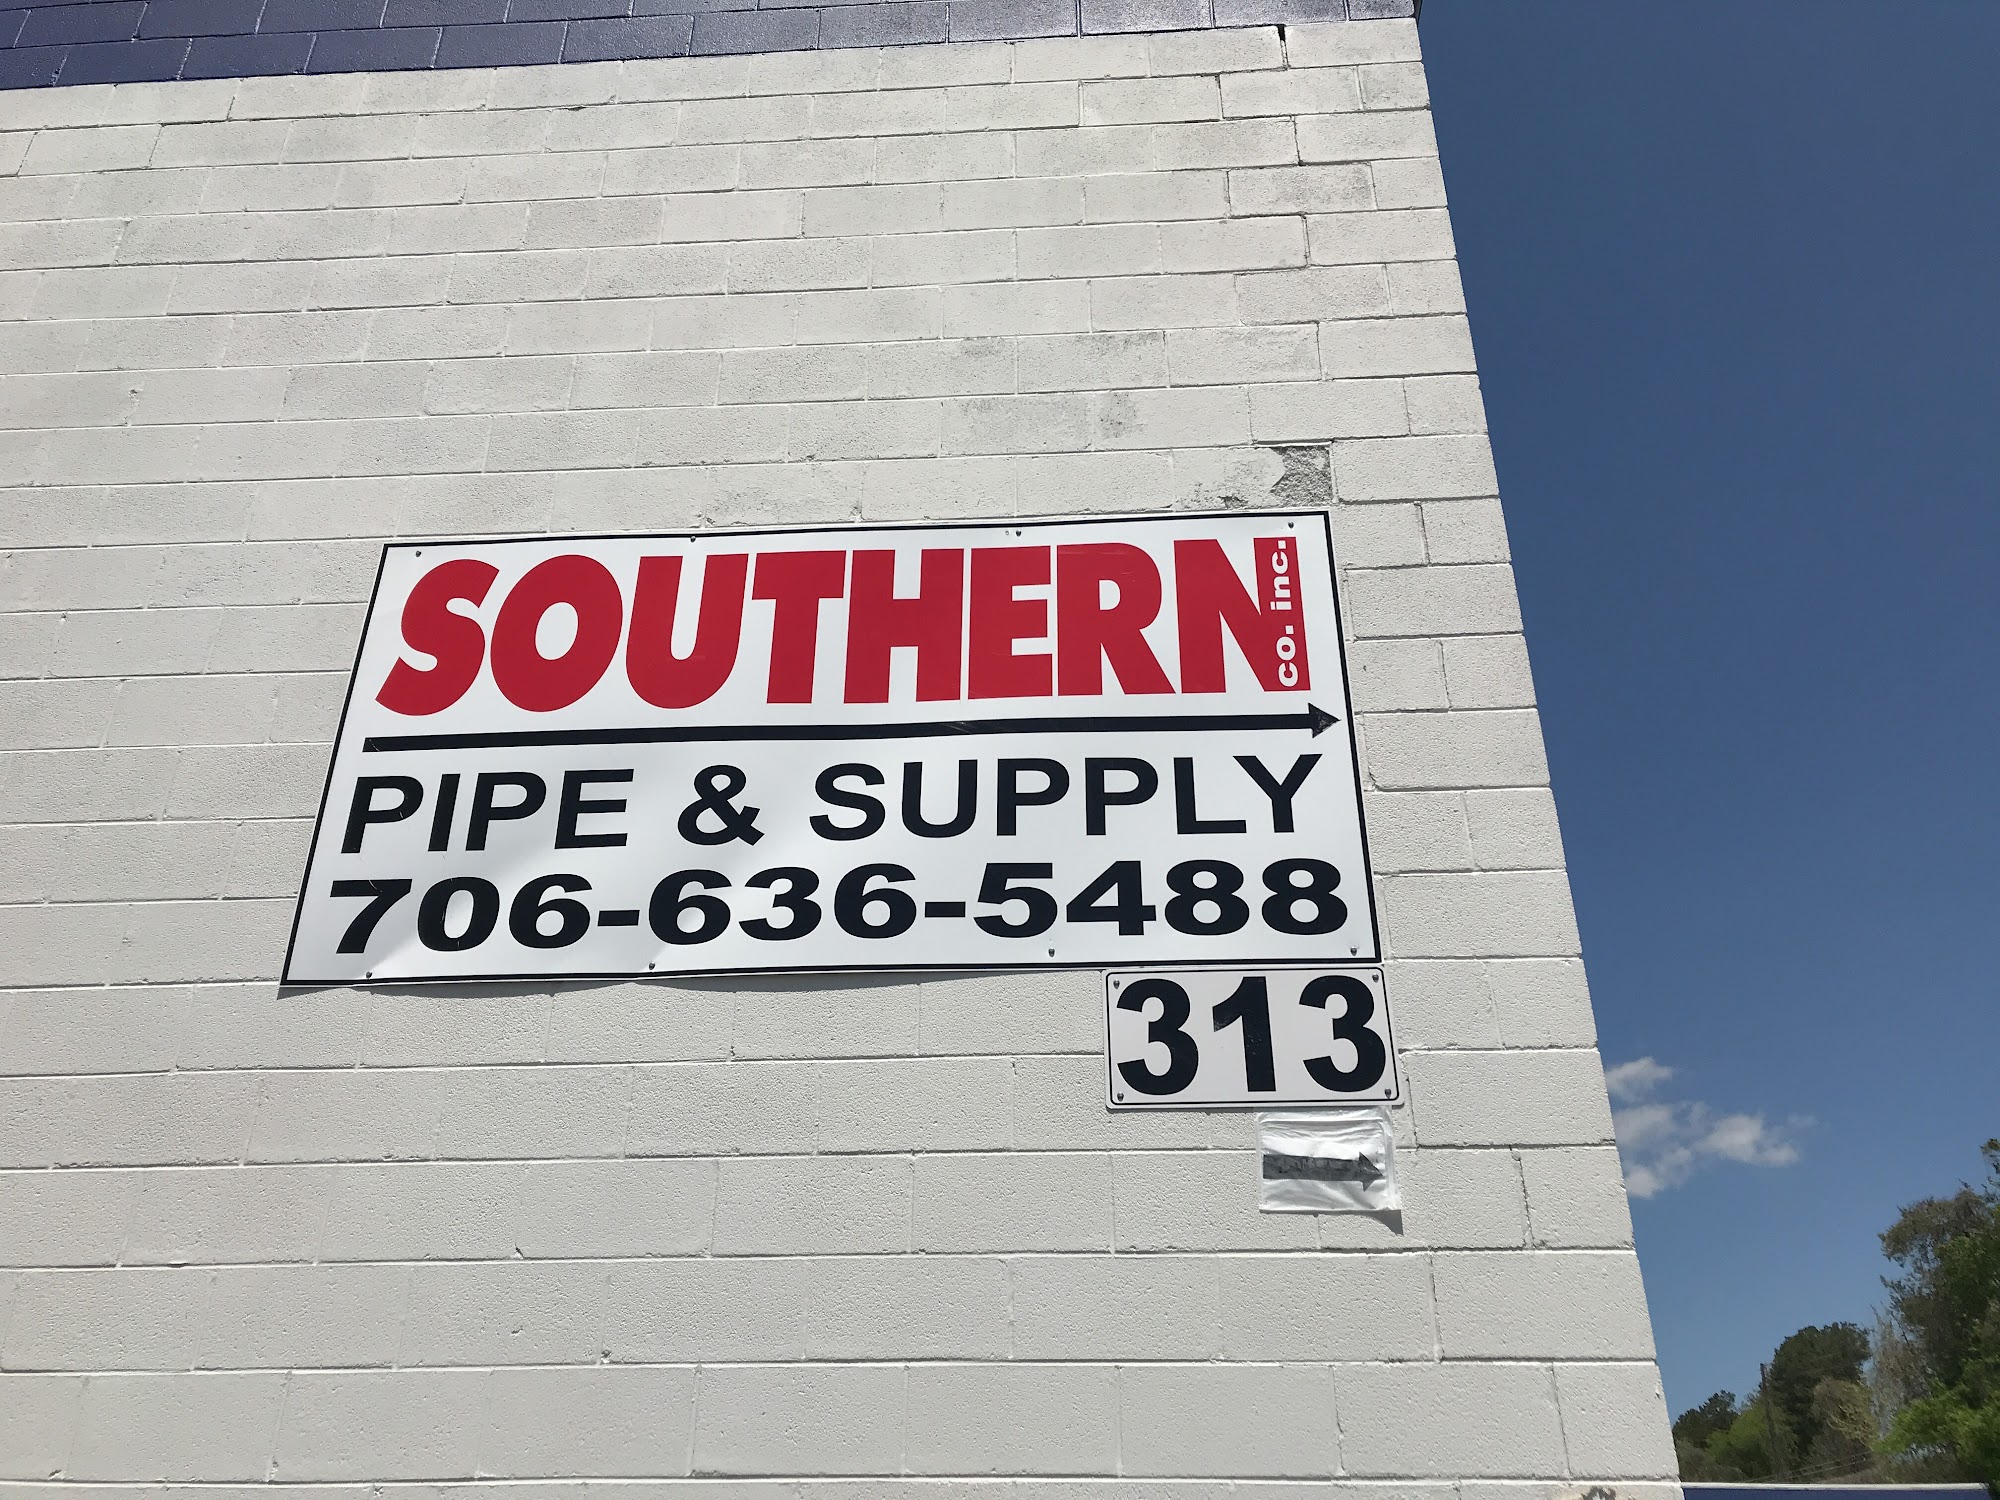 SOUTHERN co. inc.
PIPE & SUPPLY
706-636-5488
313